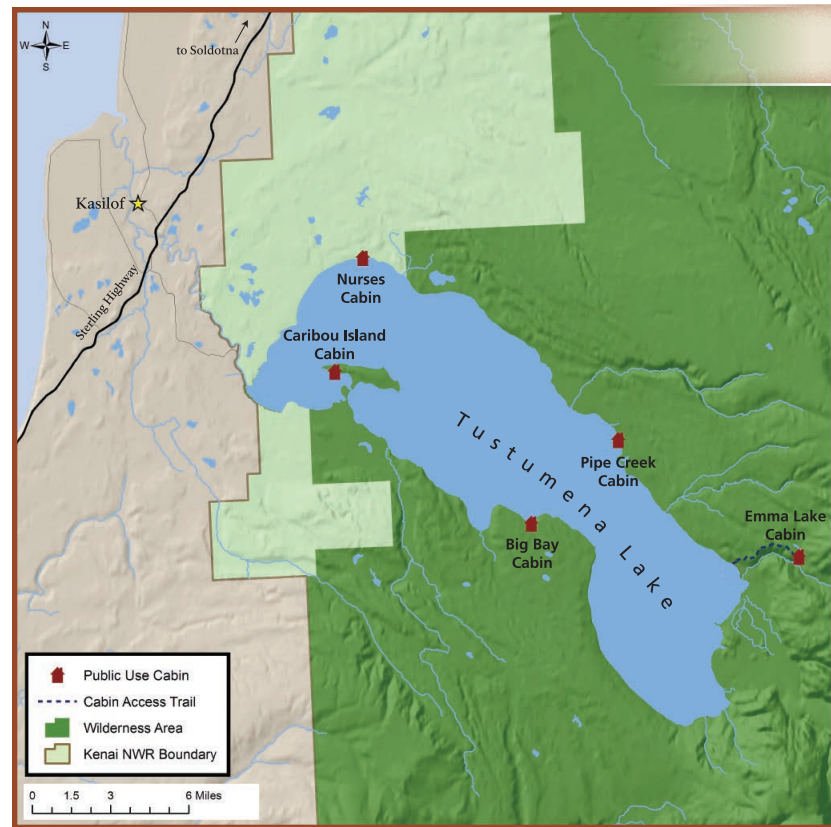 N
W E
S
to Soldotna
Kasilof
Sterling Highway
Nurses
Cabin
Caribou Island
Cabin
Tustumena Lake
Pipe Creek
Cabin
Big Bay
Cabin
Emma Lake
Cabin
Public Use Cabin
Cabin Access Trail
Wilderness Area
Kenai NWR Boundary
0 1.5 3 6 Miles